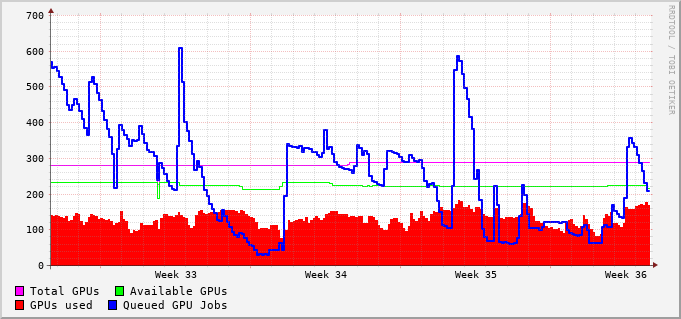 700
600
500
400
300
200
100
0
Week 33 Week 34 Week 35 Week 36
Total GPUs Available GPUs
GPUs used Queued GPU Jobs
RRDTOOL / TOBI OETIKER